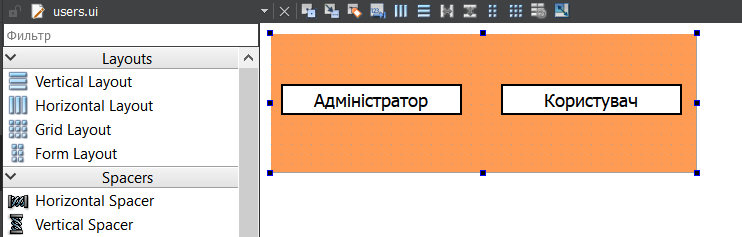 users.ui
Фильтр
Layouts
Vertical Layout
Horizontal Layout
Grid Layout
Form Layout
Spacers
Horizontal Spacer
Vertical Spacer
Адміністратор
Користувач